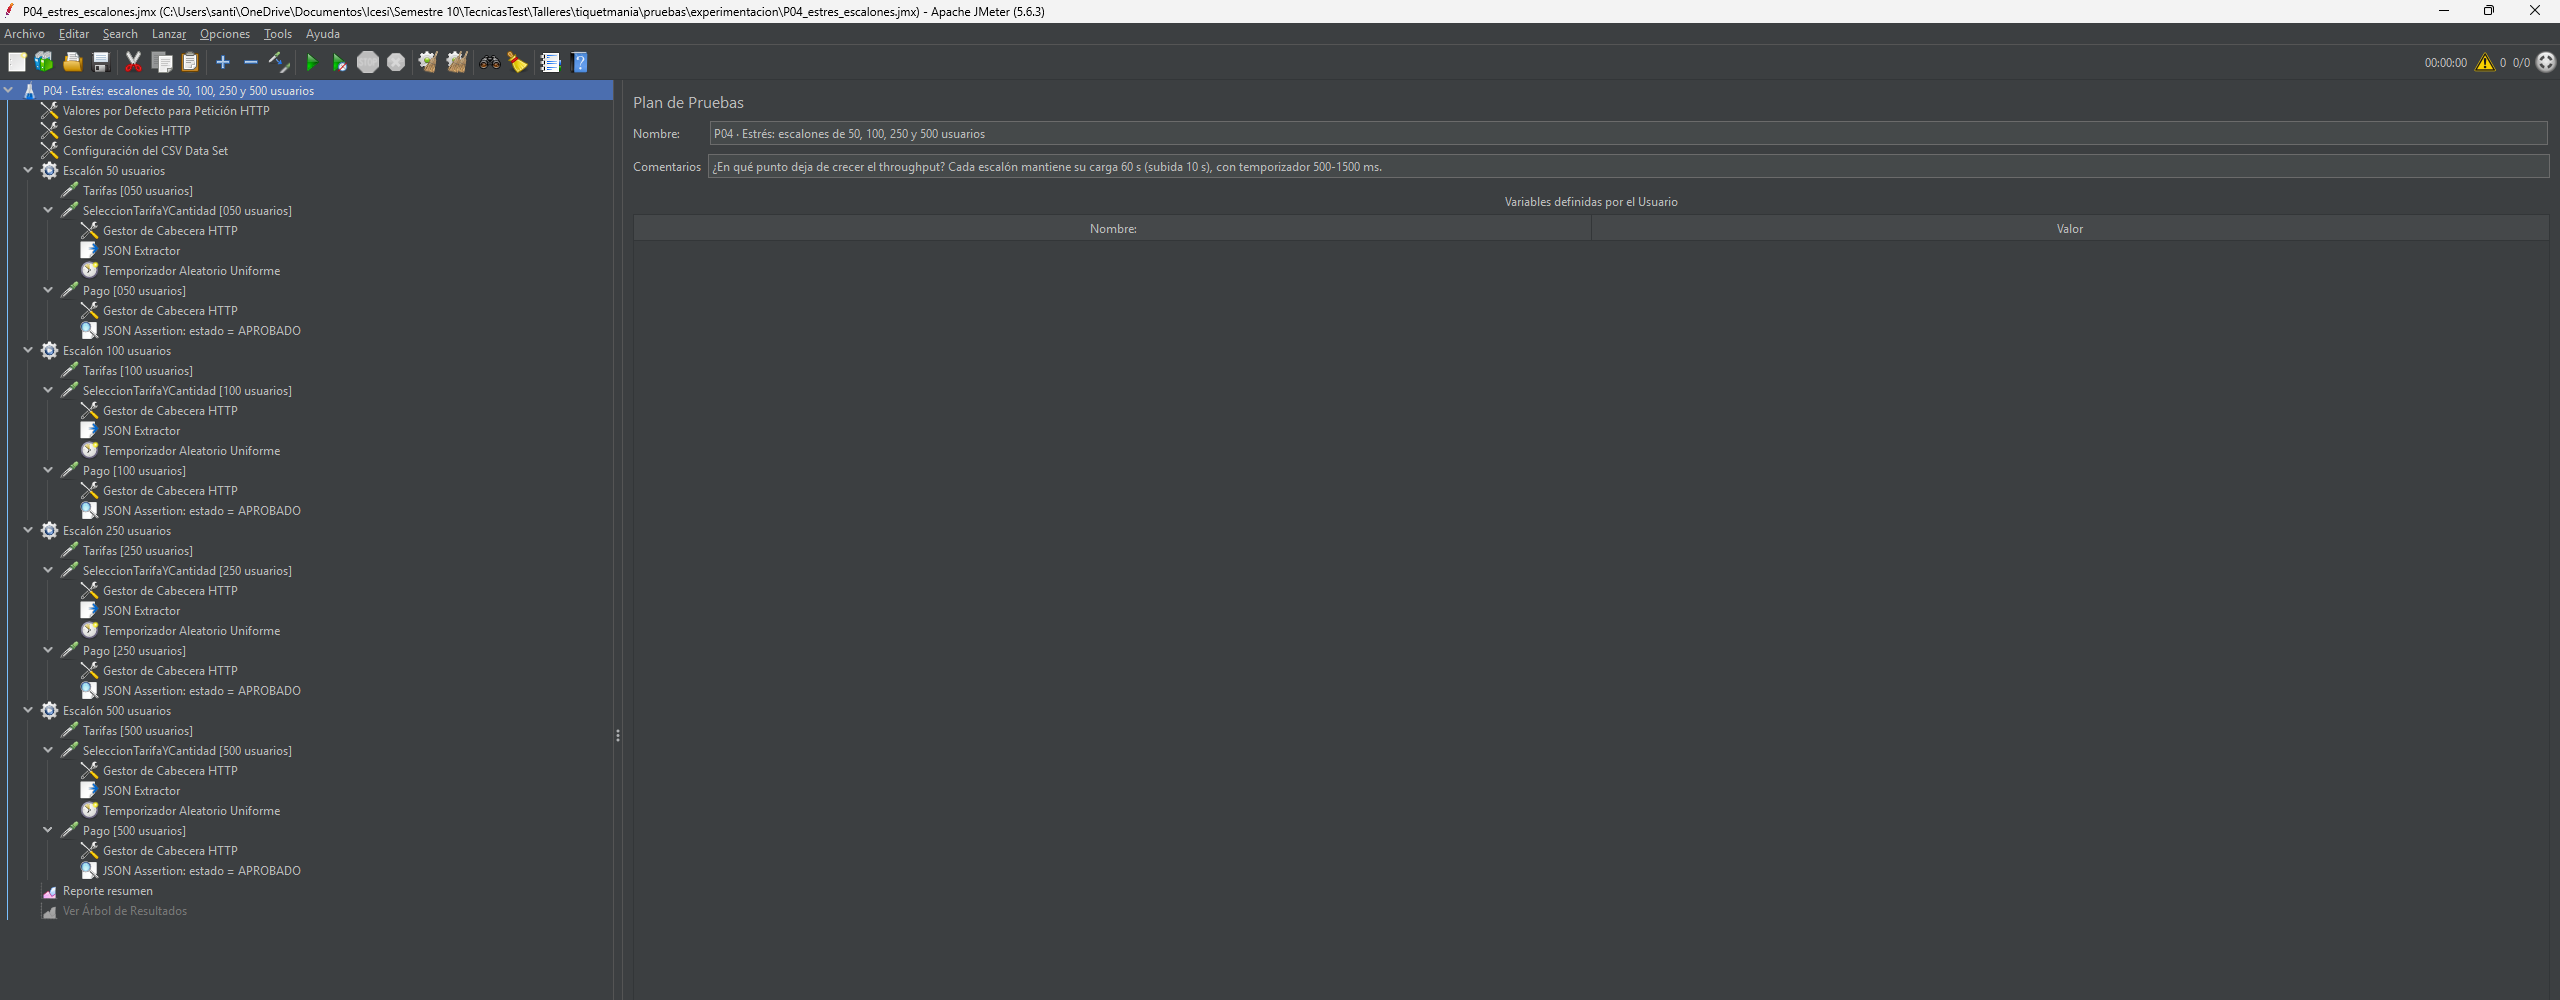 P04_estres_escalones.jmx (C:\Users\santi\OneDrive\Documentos\Icesi\Semestre 10\TecnicasTest\Talleres\tiquetmania\pruebas\experimentacion\P04_estres_escalones.jmx) - Apache JMeter (5.6.3)
Archivo Editar Search Lanzar Opciones Tools Ayuda
STOP
00:00:00 0 0/0
P04 · Estrés: escalones de 50, 100, 250 y 500 usuarios
Valores por Defecto para Petición HTTP
Gestor de Cookies HTTP
Configuración del CSV Data Set
Escalón 50 usuarios
Tarifas [050 usuarios]
SeleccionTarifaYCantidad [050 usuarios]
Gestor de Cabecera HTTP
JSON Extractor
Temporizador Aleatorio Uniforme
Pago [050 usuarios]
Gestor de Cabecera HTTP
JSON Assertion: estado = APROBADO
Escalón 100 usuarios
Tarifas [100 usuarios]
SeleccionTarifaYCantidad [100 usuarios]
Gestor de Cabecera HTTP
JSON Extractor
Temporizador Aleatorio Uniforme
Pago [100 usuarios]
Gestor de Cabecera HTTP
JSON Assertion: estado = APROBADO
Escalón 250 usuarios
Tarifas [250 usuarios]
SeleccionTarifaYCantidad [250 usuarios]
Gestor de Cabecera HTTP
JSON Extractor
Temporizador Aleatorio Uniforme
Pago [250 usuarios]
Gestor de Cabecera HTTP
JSON Assertion: estado = APROBADO
Escalón 500 usuarios
Tarifas [500 usuarios]
SeleccionTarifaYCantidad [500 usuarios]
Gestor de Cabecera HTTP
JSON Extractor
Temporizador Aleatorio Uniforme
Pago [500 usuarios]
Gestor de Cabecera HTTP
JSON Assertion: estado = APROBADO
Reporte resumen
Ver Árbol de Resultados
Plan de Pruebas
Nombre: P04 · Estrés: escalones de 50, 100, 250 y 500 usuarios
Comentarios ¿En qué punto deja de crecer el throughput? Cada escalón mantiene su carga 60 s (subida 10 s), con temporizador 500-1500 ms.
Variables definidas por el Usuario
Nombre: Valor